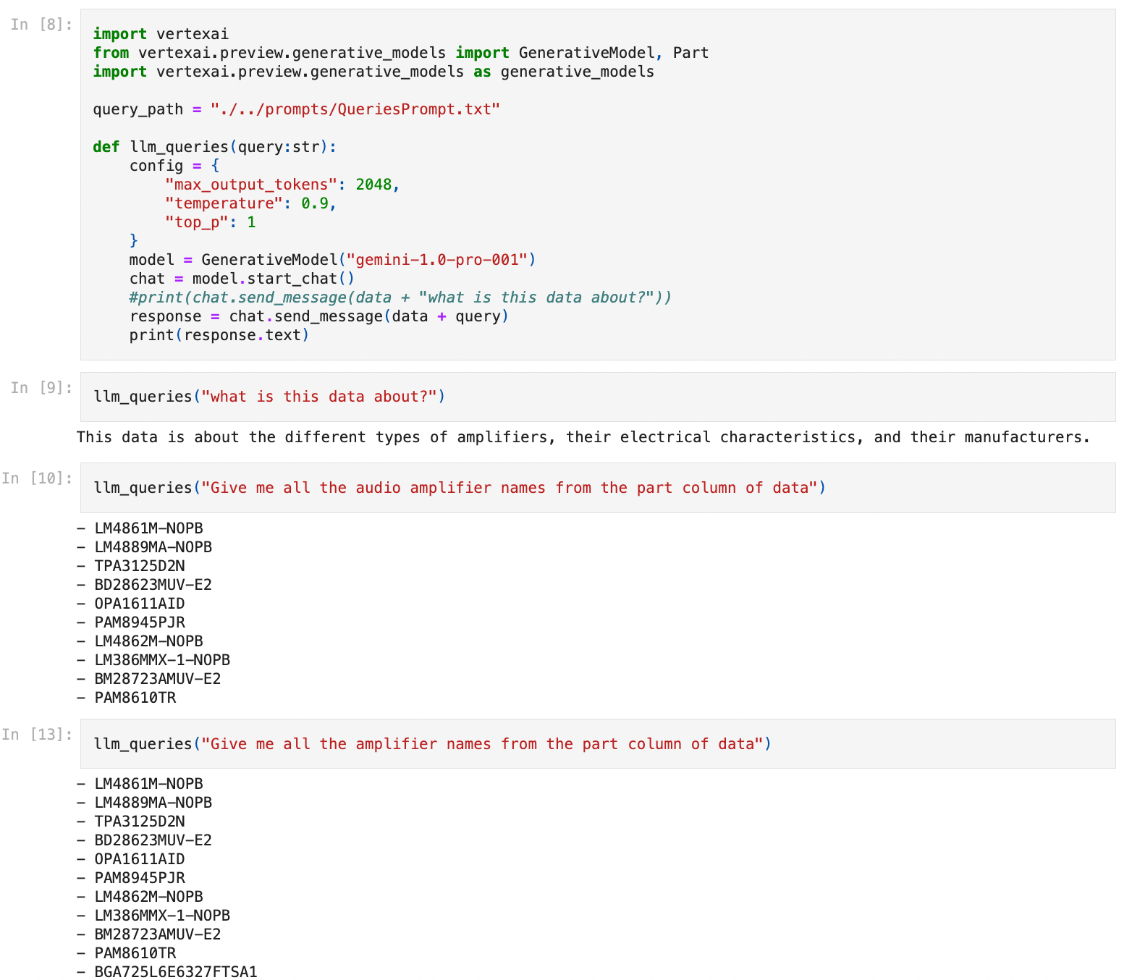 In [8]:
import vertexai
from vertexai.preview.generative_models import GenerativeModel, Part
import vertexai.preview.generative_models as generative_models

query_path = "./../prompts/QueriesPrompt.txt"

def llm_queries(query:str):
    config = {
        "max_output_tokens": 2048,
        "temperature": 0.9,
        "top_p": 1
    }
    model = GenerativeModel("gemini-1.0-pro-001")
    chat = model.start_chat()
    #print(chat.send_message(data + "what is this data about?"))
    response = chat.send_message(data + query)
    print(response.text)
In [9]:
llm_queries("what is this data about?")
This data is about the different types of amplifiers, their electrical characteristics, and their manufacturers.
In [10]:
llm_queries("Give me all the audio amplifier names from the part column of data")
– LM4861M–NOPB
– LM4889MA–NOPB
– TPA3125D2N
– BD28623MUV–E2
– OPA1611AID
– PAM8945PJR
– LM4862M–NOPB
– LM386MMX–1–NOPB
– BM28723AMUV–E2
– PAM8610TR
In [13]:
llm_queries("Give me all the amplifier names from the part column of data")
– LM4861M–NOPB
– LM4889MA–NOPB
– TPA3125D2N
– BD28623MUV–E2
– OPA1611AID
– PAM8945PJR
– LM4862M–NOPB
– LM386MMX–1–NOPB
– BM28723AMUV–E2
– PAM8610TR
– BGA725L6E6327FTSA1